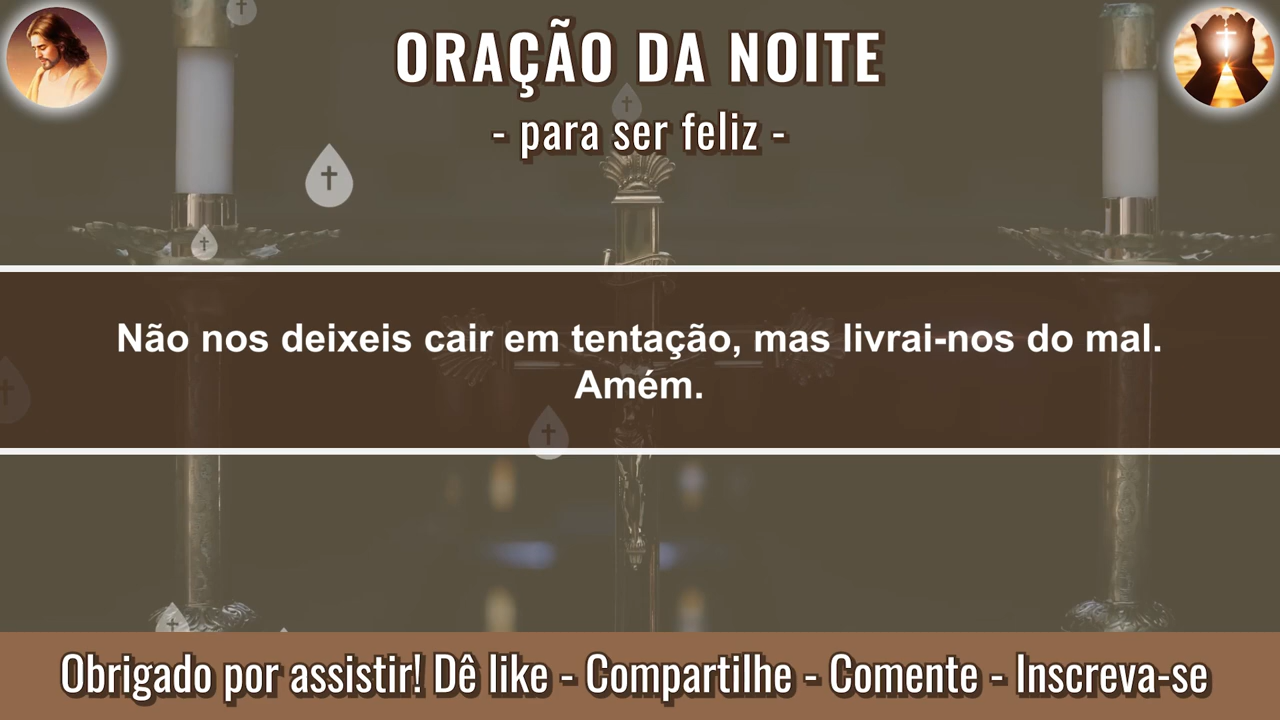 ORAÇÃO DA NOITE
- para ser feliz -
Não nos deixeis cair em tentação, mas livrai-nos do mal.
Amém.
Obrigado por assistir! Dê like - Compartilhe - Comente - Inscreva-se